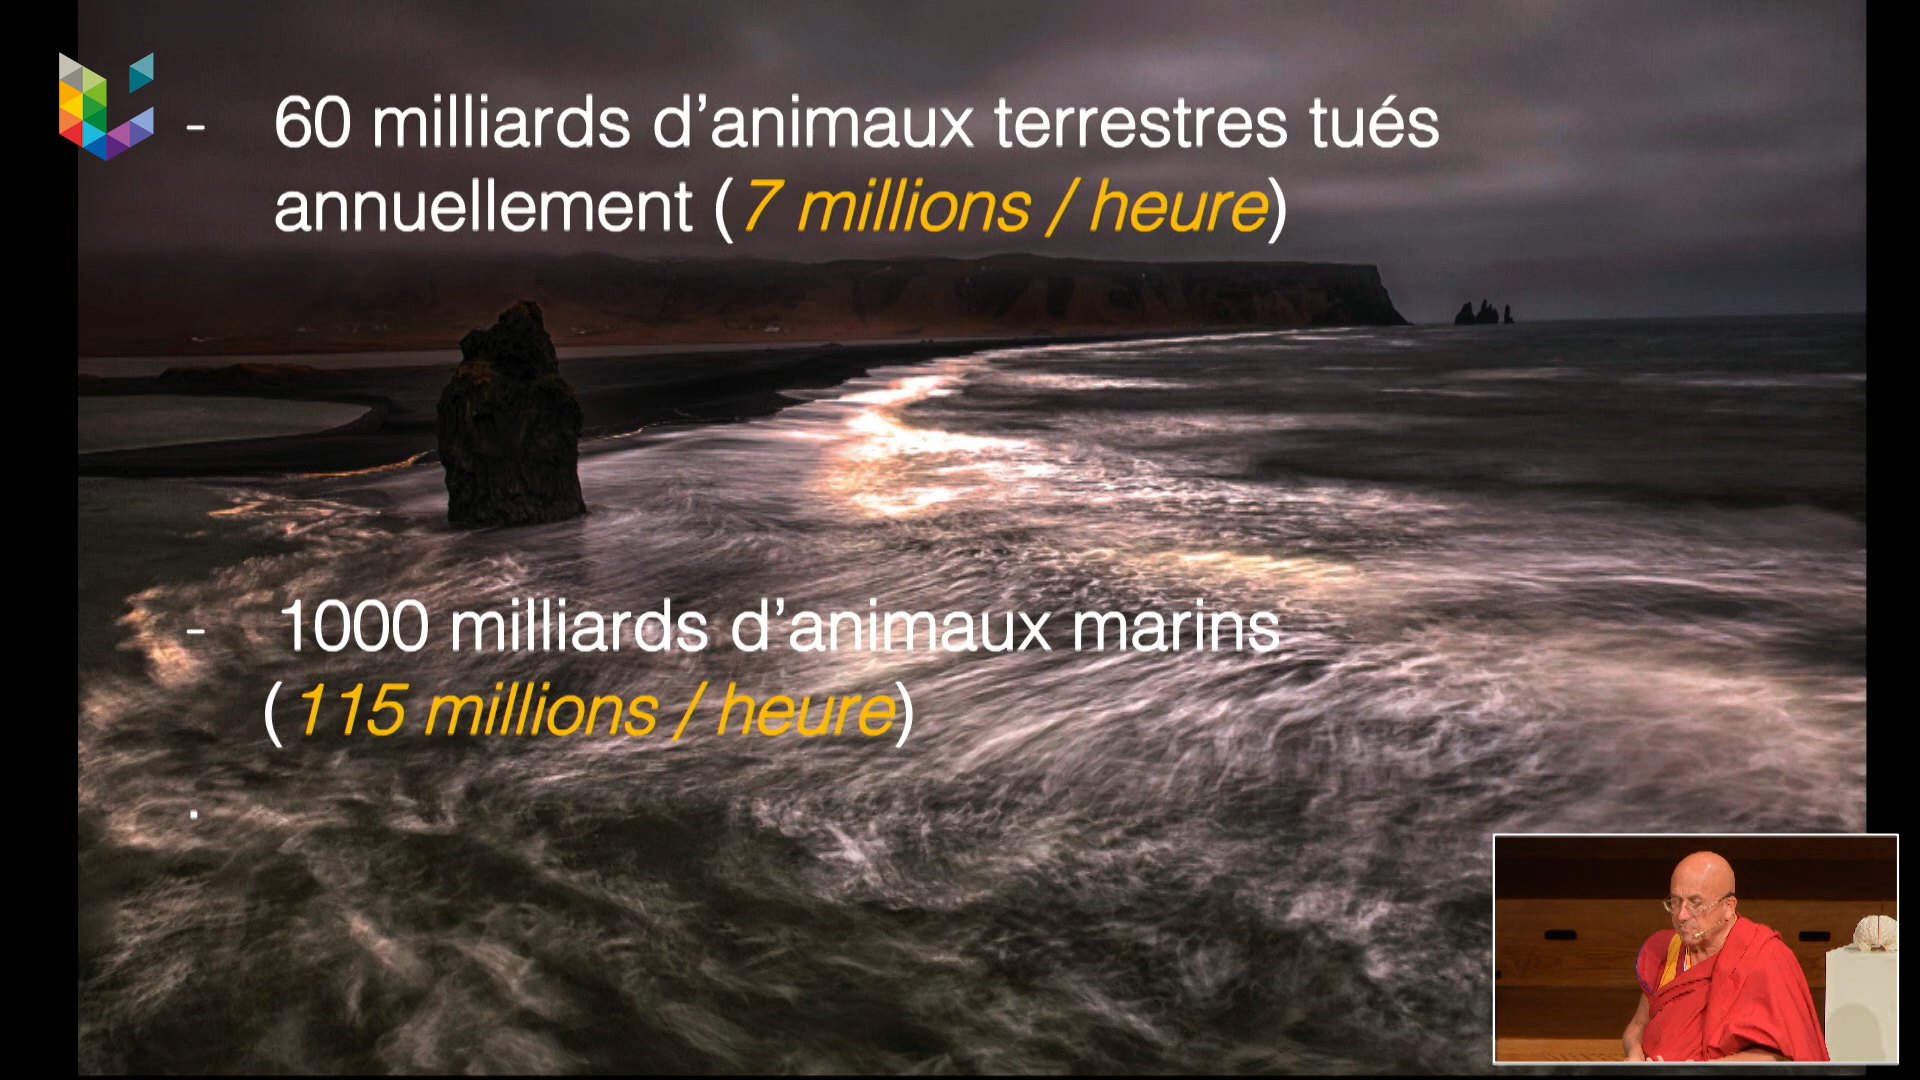 - 60 milliards d’animaux terrestres tués
annuellement (7 millions / heure)
- 1000 milliards d’animaux marins
(115 millions / heure)